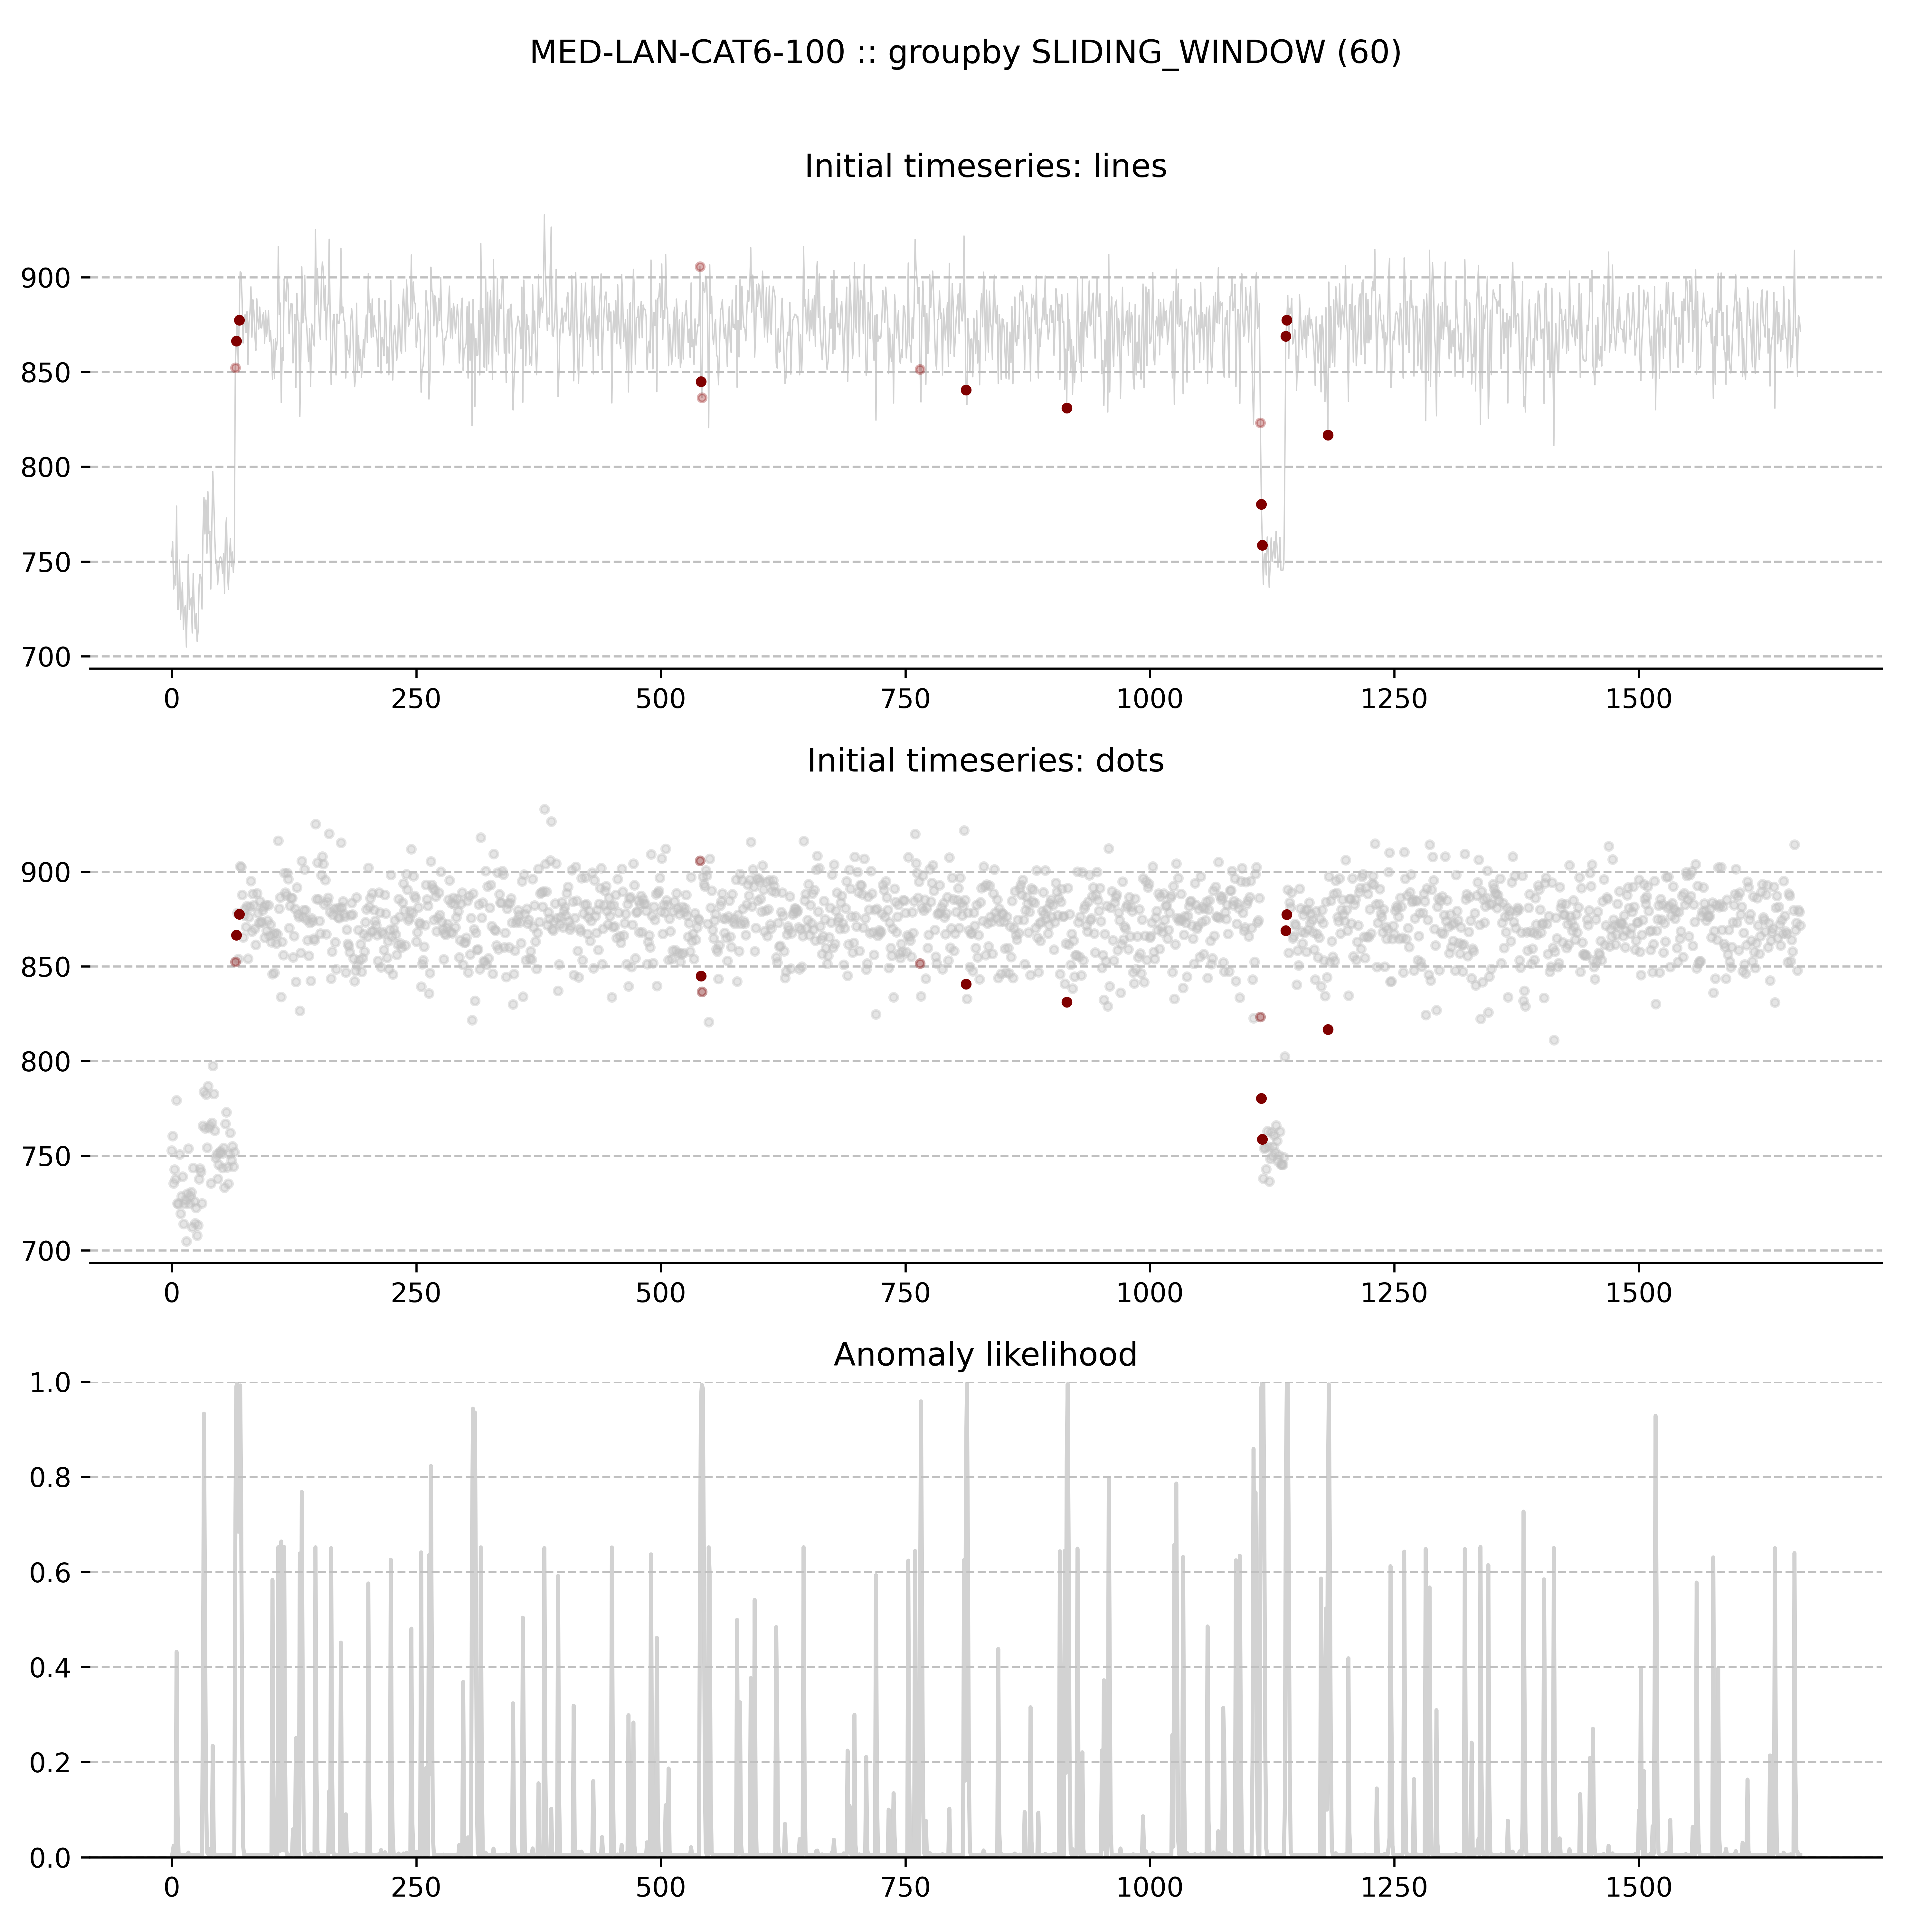 MED-LAN-CAT6-100 :: groupby SLIDING_WINDOW (60)
Initial timeseries: lines
900
850
800
750
700
0 250 500 750 1000 1250 1500
Initial timeseries: dots
900
850
800
750
700
0 250 500 750 1000 1250 1500
Anomaly likelihood
1.0
0.8
0.6
0.4
0.2
0.0
0 250 500 750 1000 1250 1500